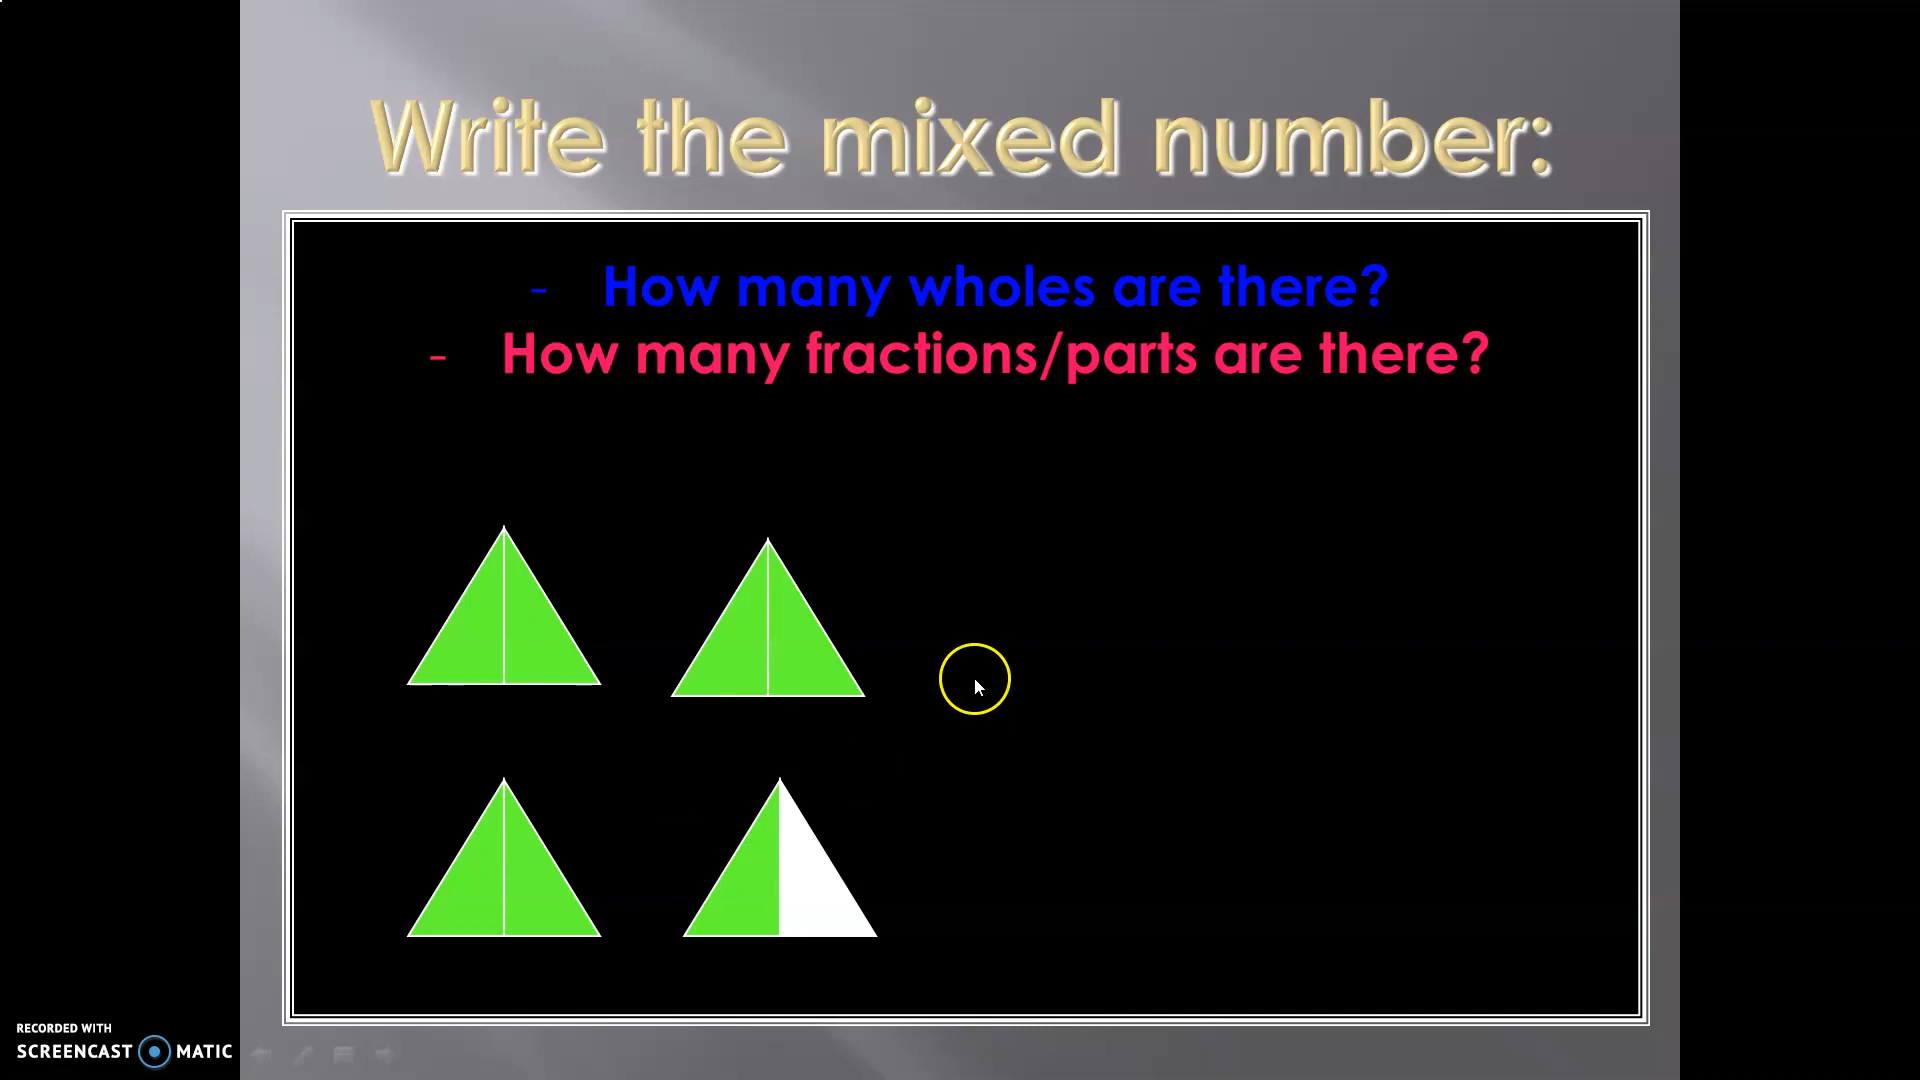 Write the mixed number:
- How many wholes are there?
- How many fractions/parts are there?
RECORDED WITH
SCREENCAST MATIC